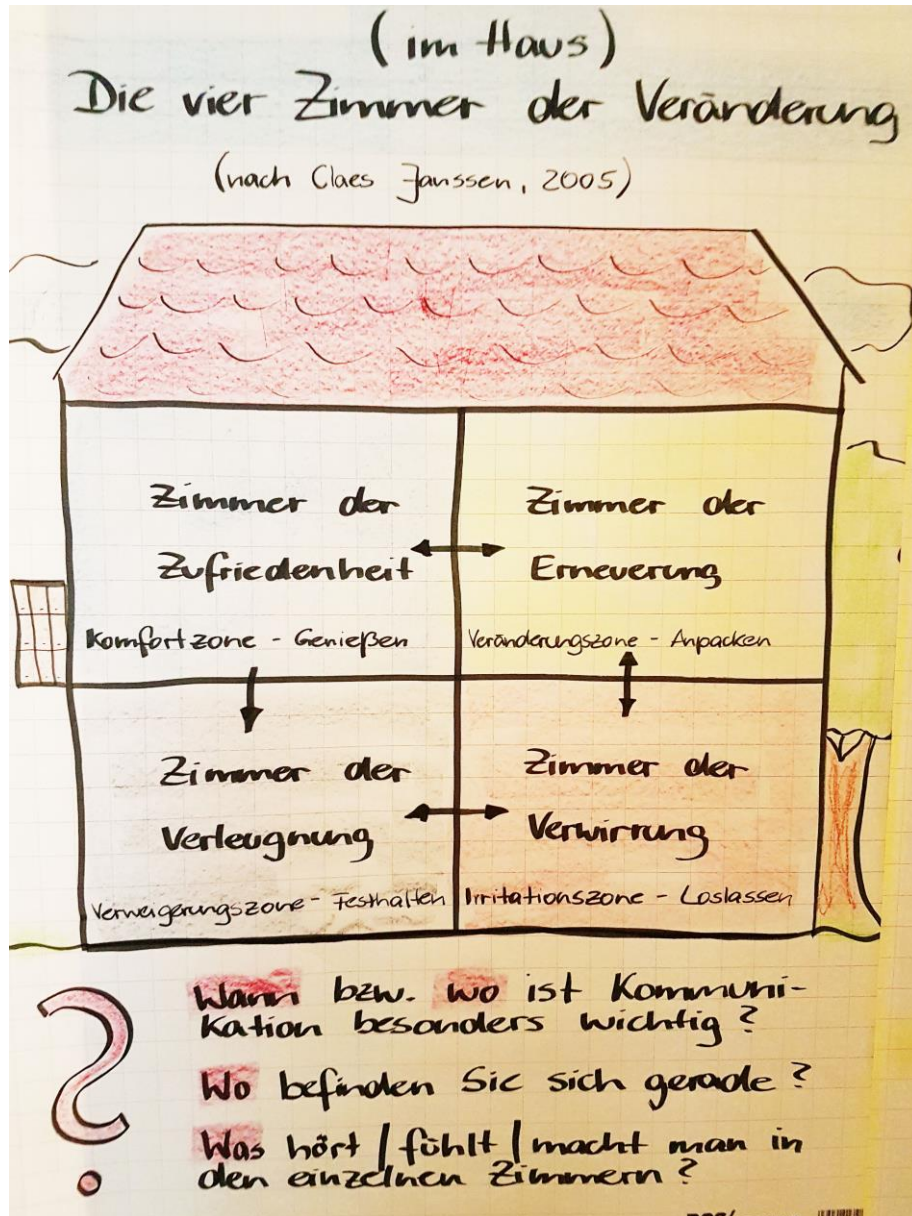 (im Haus)
Die vier Zimmer der Veränderung
(nach Claes Janssen, 2005)
Zimmer der
Zufriedenheit
Komfortzone - Genießen
Zimmer der
Erneuerung
Veränderungszone - Anpacken
Zimmer der
Verleugnung
Verweigerungszone - Festhalten
Zimmer der
Verwirrung
Irritationszone - Loslassen
?
Wann bzw. wo ist Kommuni-
kation besonders wichtig?
Wo befinden Sie sich gerade?
Was hört / fühlt / macht man in
den einzelnen Zimmern?